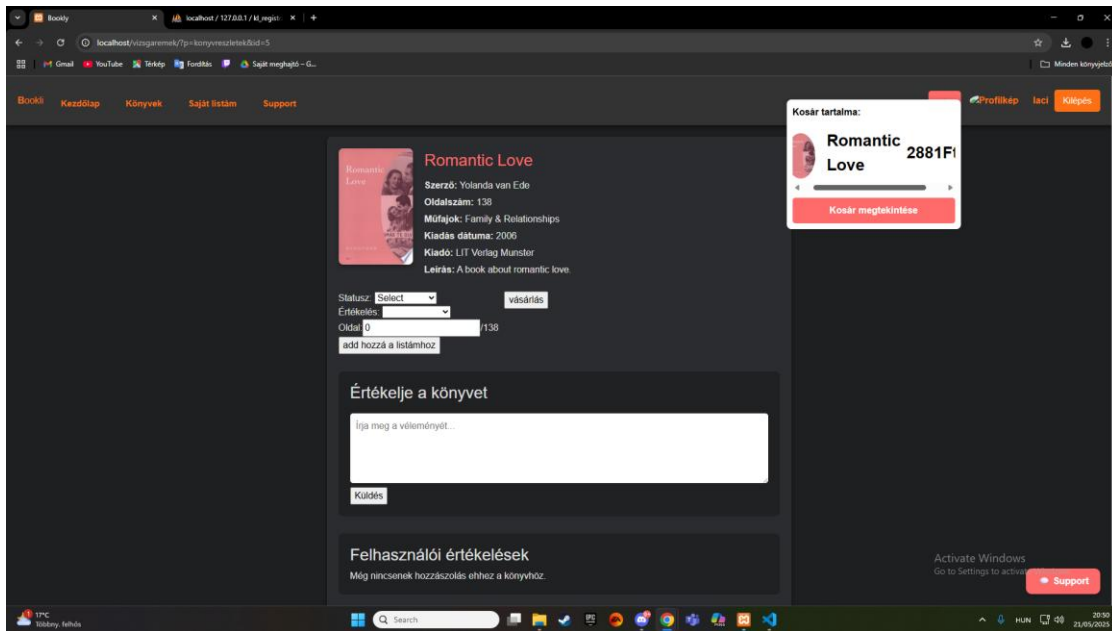 Bookly
localhost / 127.0.0.1 / kl_regist
localhost/vizsgaremek/?p=konyvreszletek&id=5
Gmail YouTube Térkép Fordítás Saját meghajtó – G...
Minden könyvjelző
Bookli Kezdőlap Könyvek Saját listám Support
Profilkép laci Kilépés
Kosár tartalma:
Romantic
Love
2881Ft
Kosár megtekintése
Romantic
Love
Romantic Love
Szerző: Yolanda van Ede
Oldalszám: 138
Műfajok: Family & Relationships
Kiadás dátuma: 2006
Kiadó: LIT Verlag Munster
Leírás: A book about romantic love.
Statusz: Select
vásárlás
Értékelés:
Oldal: 0 /138
add hozzá a listámhoz
Értékelje a könyvet
Írja meg a véleményét...
Küldés
Felhasználói értékelések
Még nincsenek hozzászolás ehhez a könyvhöz.
Activate Windows
Go to Settings to activat
Support
17°C
Többny. felhős
Search
HUN
20:50
21/05/2025